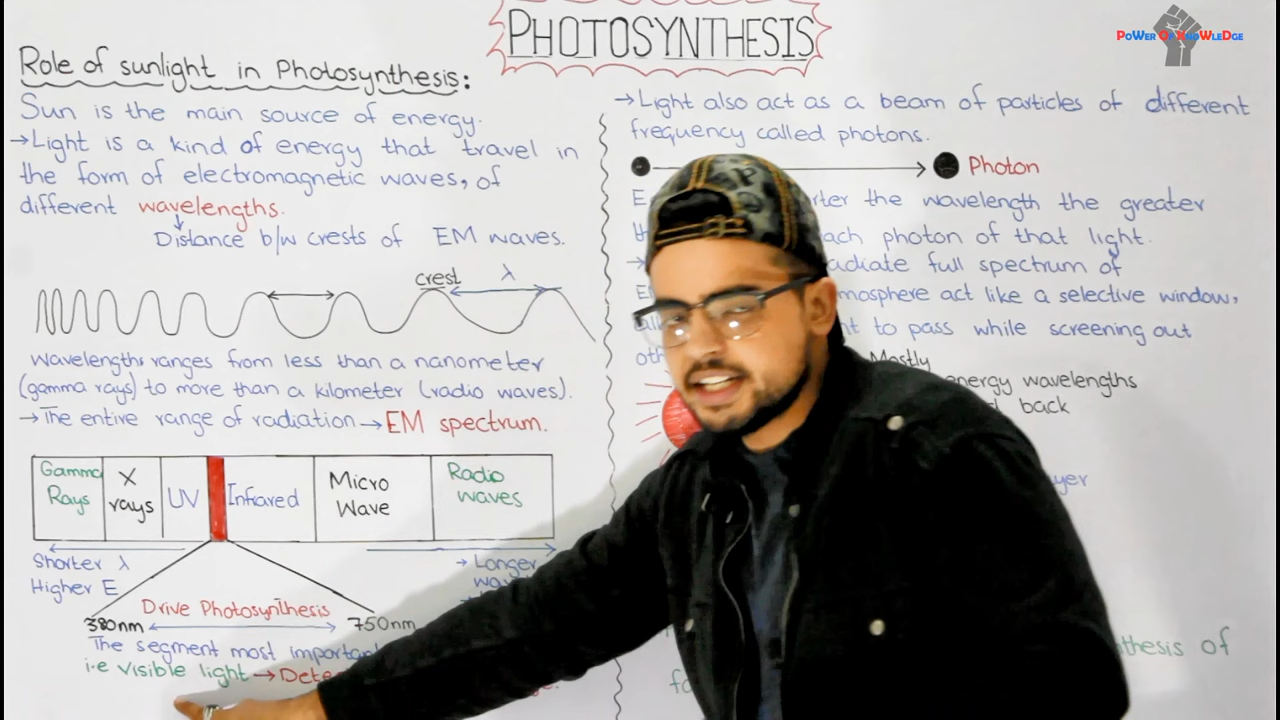 PHOTOSYNTHESIS
PoWer Of KnoWleDge
Role of sunlight in Photosynthesis:
Sun is the main source of energy.
→Light is a kind of energy that travel in
the form of electromagnetic waves, of
different wavelengths.
Distance b/w crests of EM waves.
crest λ
wavelengths ranges from less than a nanometer
(gamma rays) to more than a kilometer (radio waves).
→The entire range of radiation→EM spectrum.
Gamma Rays
X rays
UV
Infrared
Micro Wave
Radio waves
Shorter λ
Higher E
→ Longer
Drive Photosynthesis
380nm 750nm
The segment most important
i.e visible light →
→Light also act as a beam of particles of different
frequency called photons.
Photon
the wavelength the greater
photon of that light.
full spectrum of
act like a selective window,
to pass while screening out
Mostly
energy wavelengths
back
of